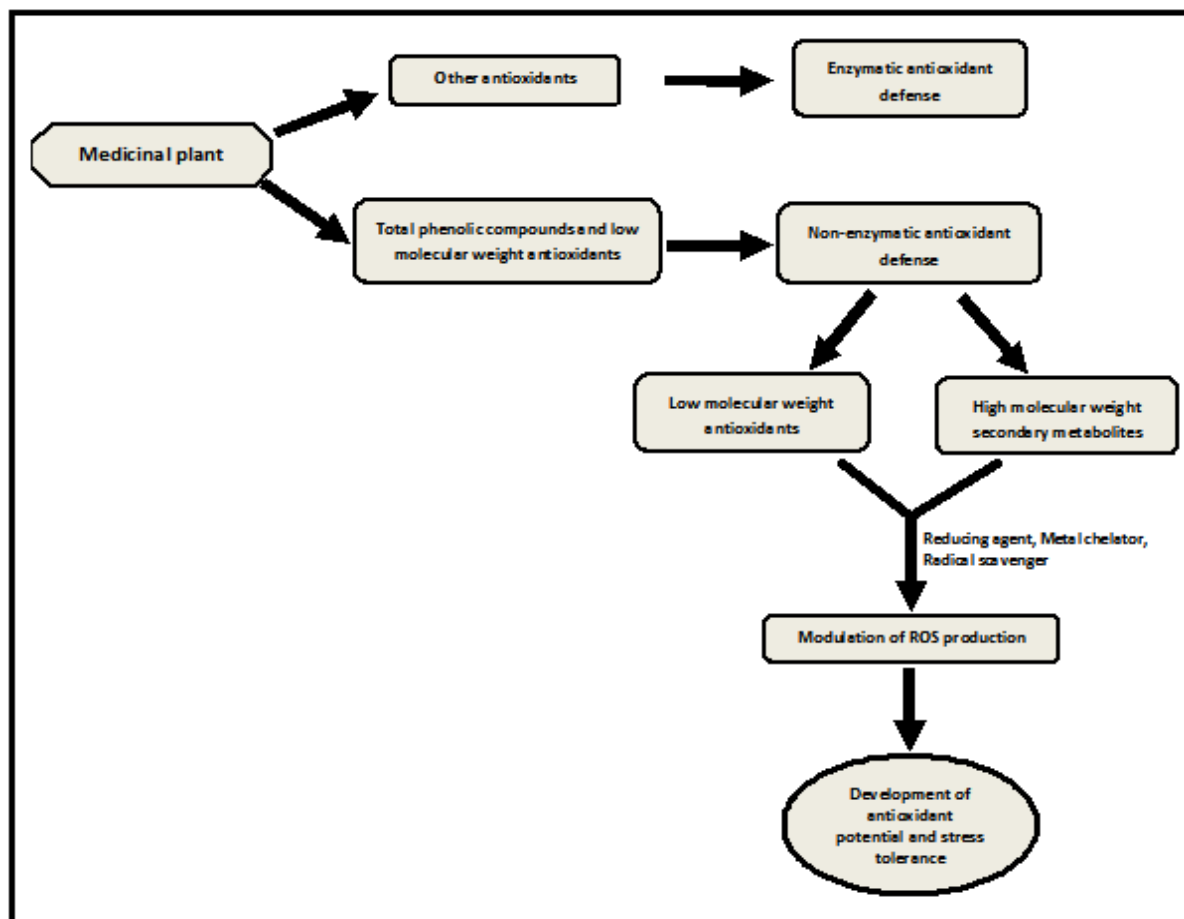 Other antioxidants
Enzymatic antioxidant
defense
Medicinal plant
Total phenolic compounds and low
molecular weight antioxidants
Non-enzymatic antioxidant
defense
Low molecular weight
antioxidants
High molecular weight
secondary metabolites
Reducing agent, Metal chelator,
Radical scavenger
Modulation of ROS production
Development of
antioxidant
potential and stress
tolerance